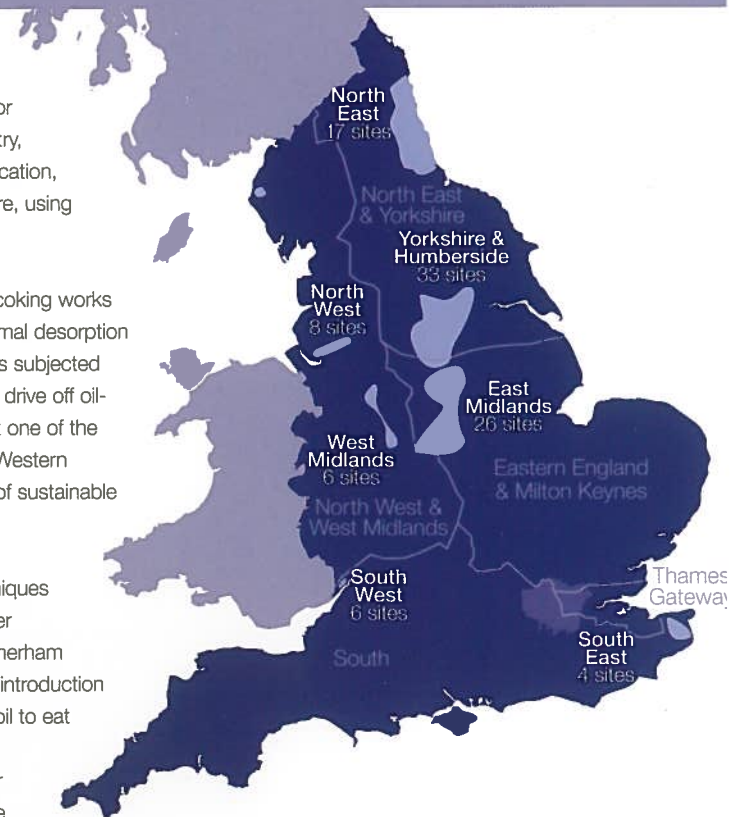 or
try,
cation,
re, using
coking works
mal desorption
s subjected
drive off oil-
t one of the
Western
of sustainable
niques
er
herham
introduction
oil to eat
r
e
North
East
17 sites
North East
& Yorkshire
Yorkshire &
Humberside
33 sites
North
West
8 sites
East
Midlands
26 sites
West
Midlands
6 sites
Eastern England
& Milton Keynes
North West &
West Midlands
Thames
Gateway
South
West
6 sites
South
East
4 sites
South